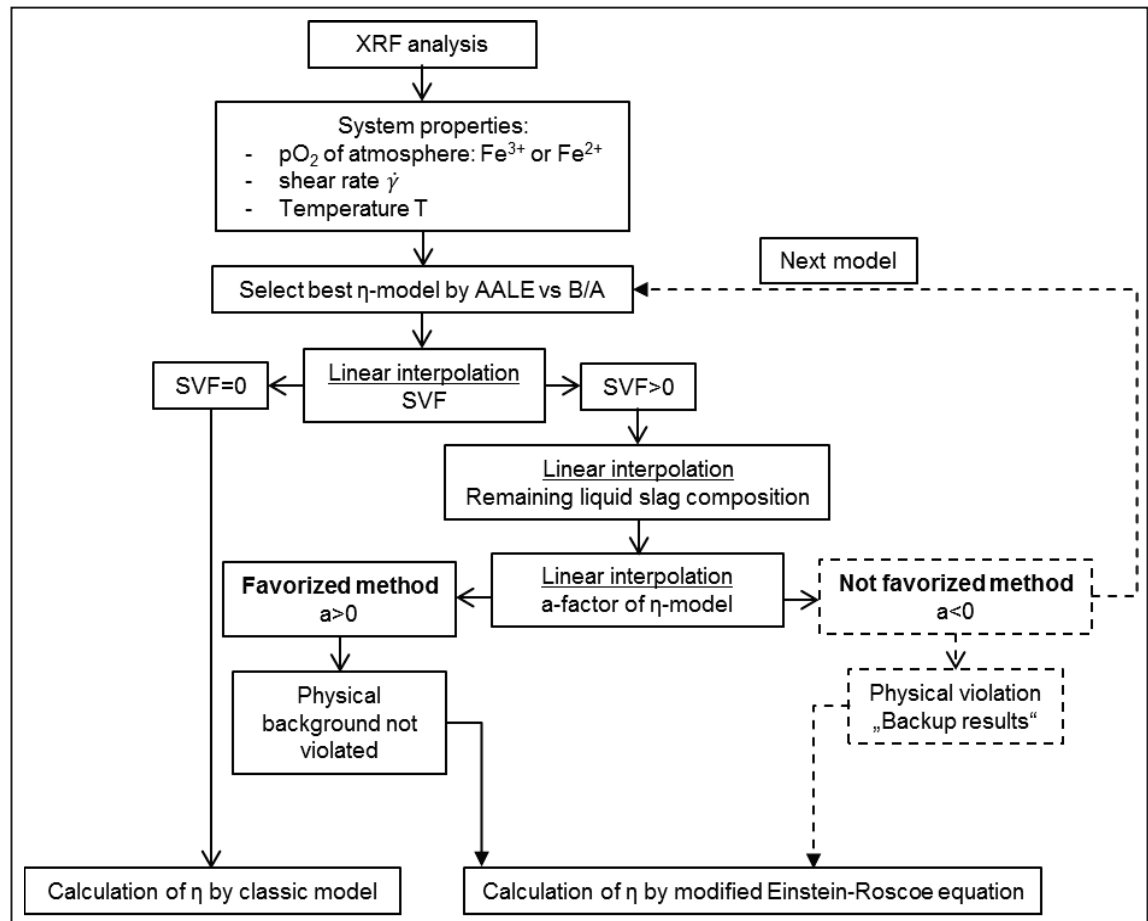 XRF analysis
System properties:
- pO₂ of atmosphere: Fe³⁺ or Fe²⁺
- shear rate γ̇
- Temperature T
Next model
Select best η-model by AALE vs B/A
SVF=0
Linear interpolation
SVF
SVF>0
Linear interpolation
Remaining liquid slag composition
Favorized method
a>0
Linear interpolation
a-factor of η-model
Not favorized method
a<0
Physical
background not
violated
Physical violation
„Backup results“
Calculation of η by classic model
Calculation of η by modified Einstein-Roscoe equation